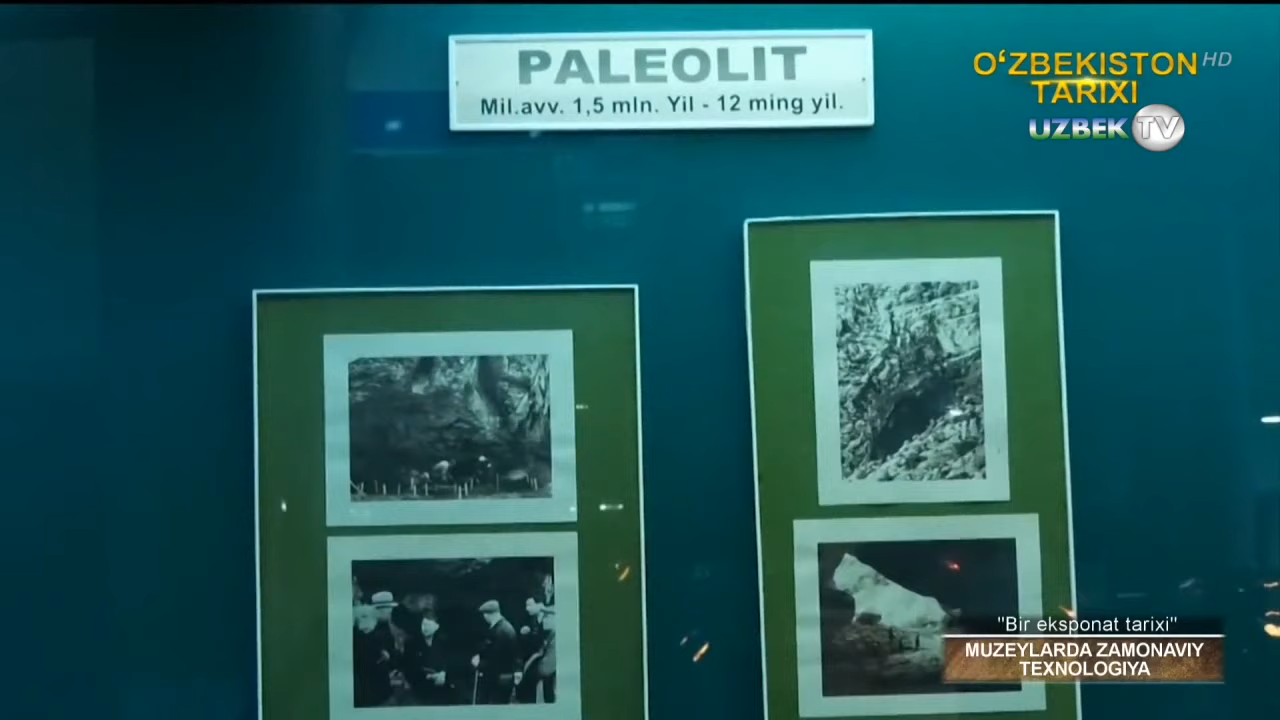 PALEOLIT
Mil.avv. 1,5 mln. Yil - 12 ming yil.
OʻZBEKISTON HD
TARIXI
UZBEK TV
"Bir eksponat tarixi"
MUZEYLARDA ZAMONAVIY
TEXNOLOGIYA